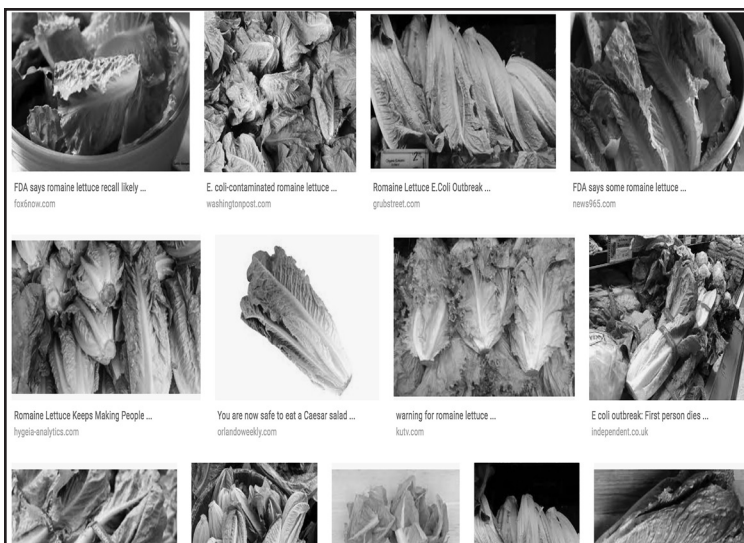 FDA says romaine lettuce recall likely ...
fox6now.com
E. coli-contaminated romaine lettuce ...
washingtonpost.com
Romaine Lettuce E.Coli Outbreak ...
grubstreet.com
FDA says some romaine lettuce ...
news965.com
Romaine Lettuce Keeps Making People ...
hygeia-analytics.com
You are now safe to eat a Caesar salad ...
orlandoweekly.com
warning for romaine lettuce ...
kutv.com
E coli outbreak: First person dies ...
independent.co.uk